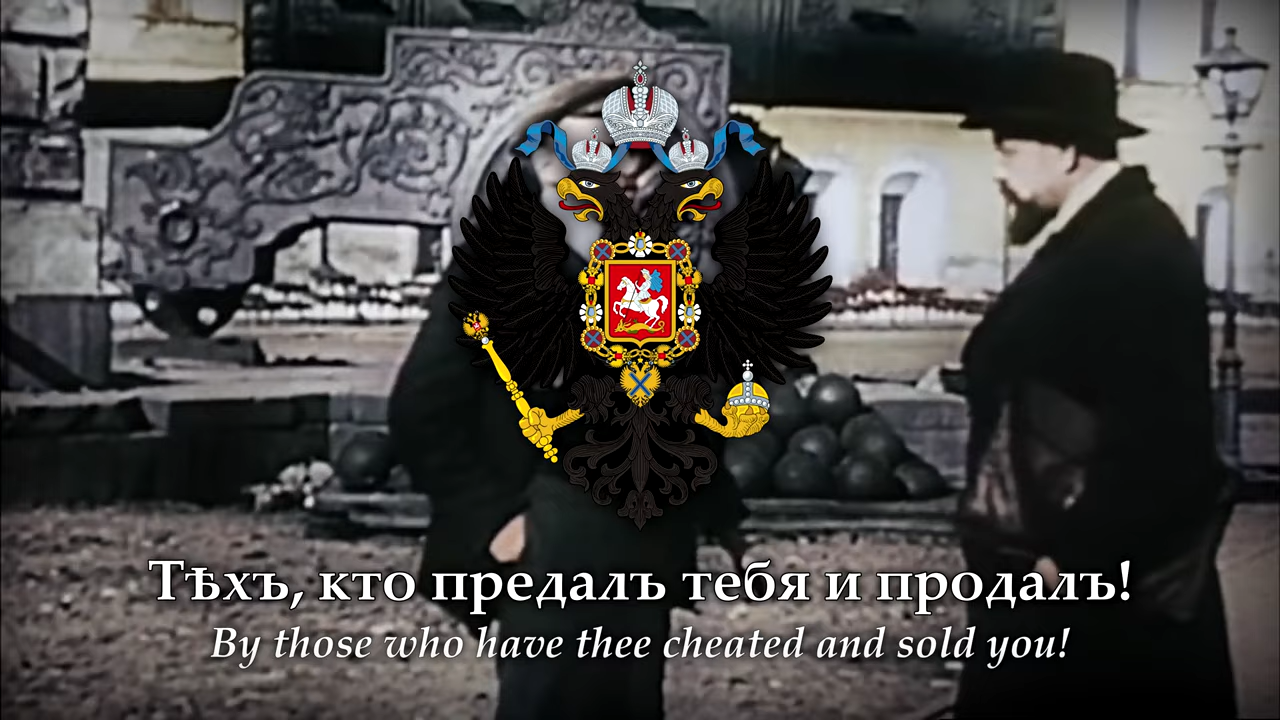 Тѣхъ, кто предалъ тебя и продалъ!
By those who have thee cheated and sold you!